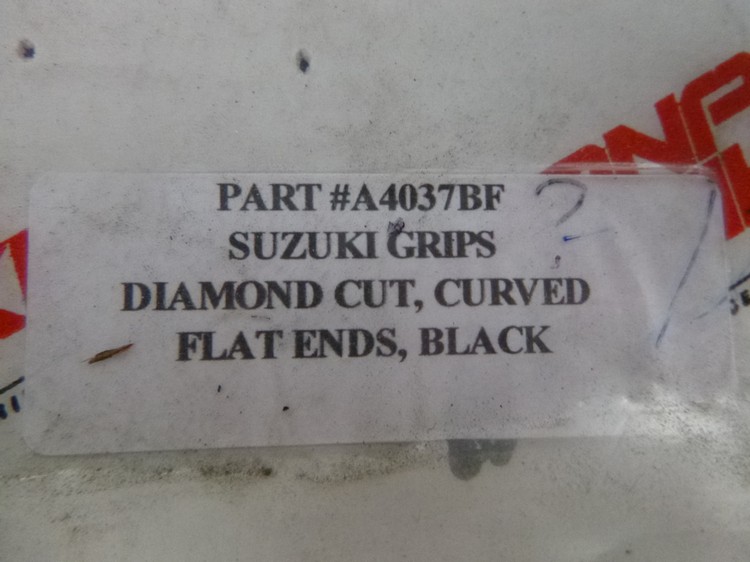 PART #A4037BF ?
SUZUKI GRIPS
DIAMOND CUT, CURVED
FLAT ENDS, BLACK